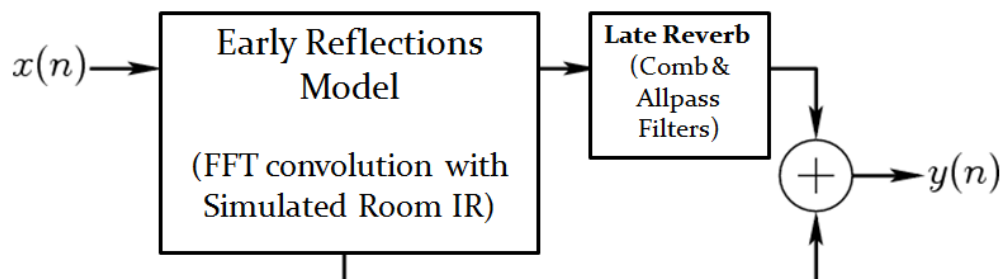 x(n)
Early Reflections
Model
(FFT convolution with
Simulated Room IR)
Late Reverb
(Comb &
Allpass
Filters)
+
y(n)